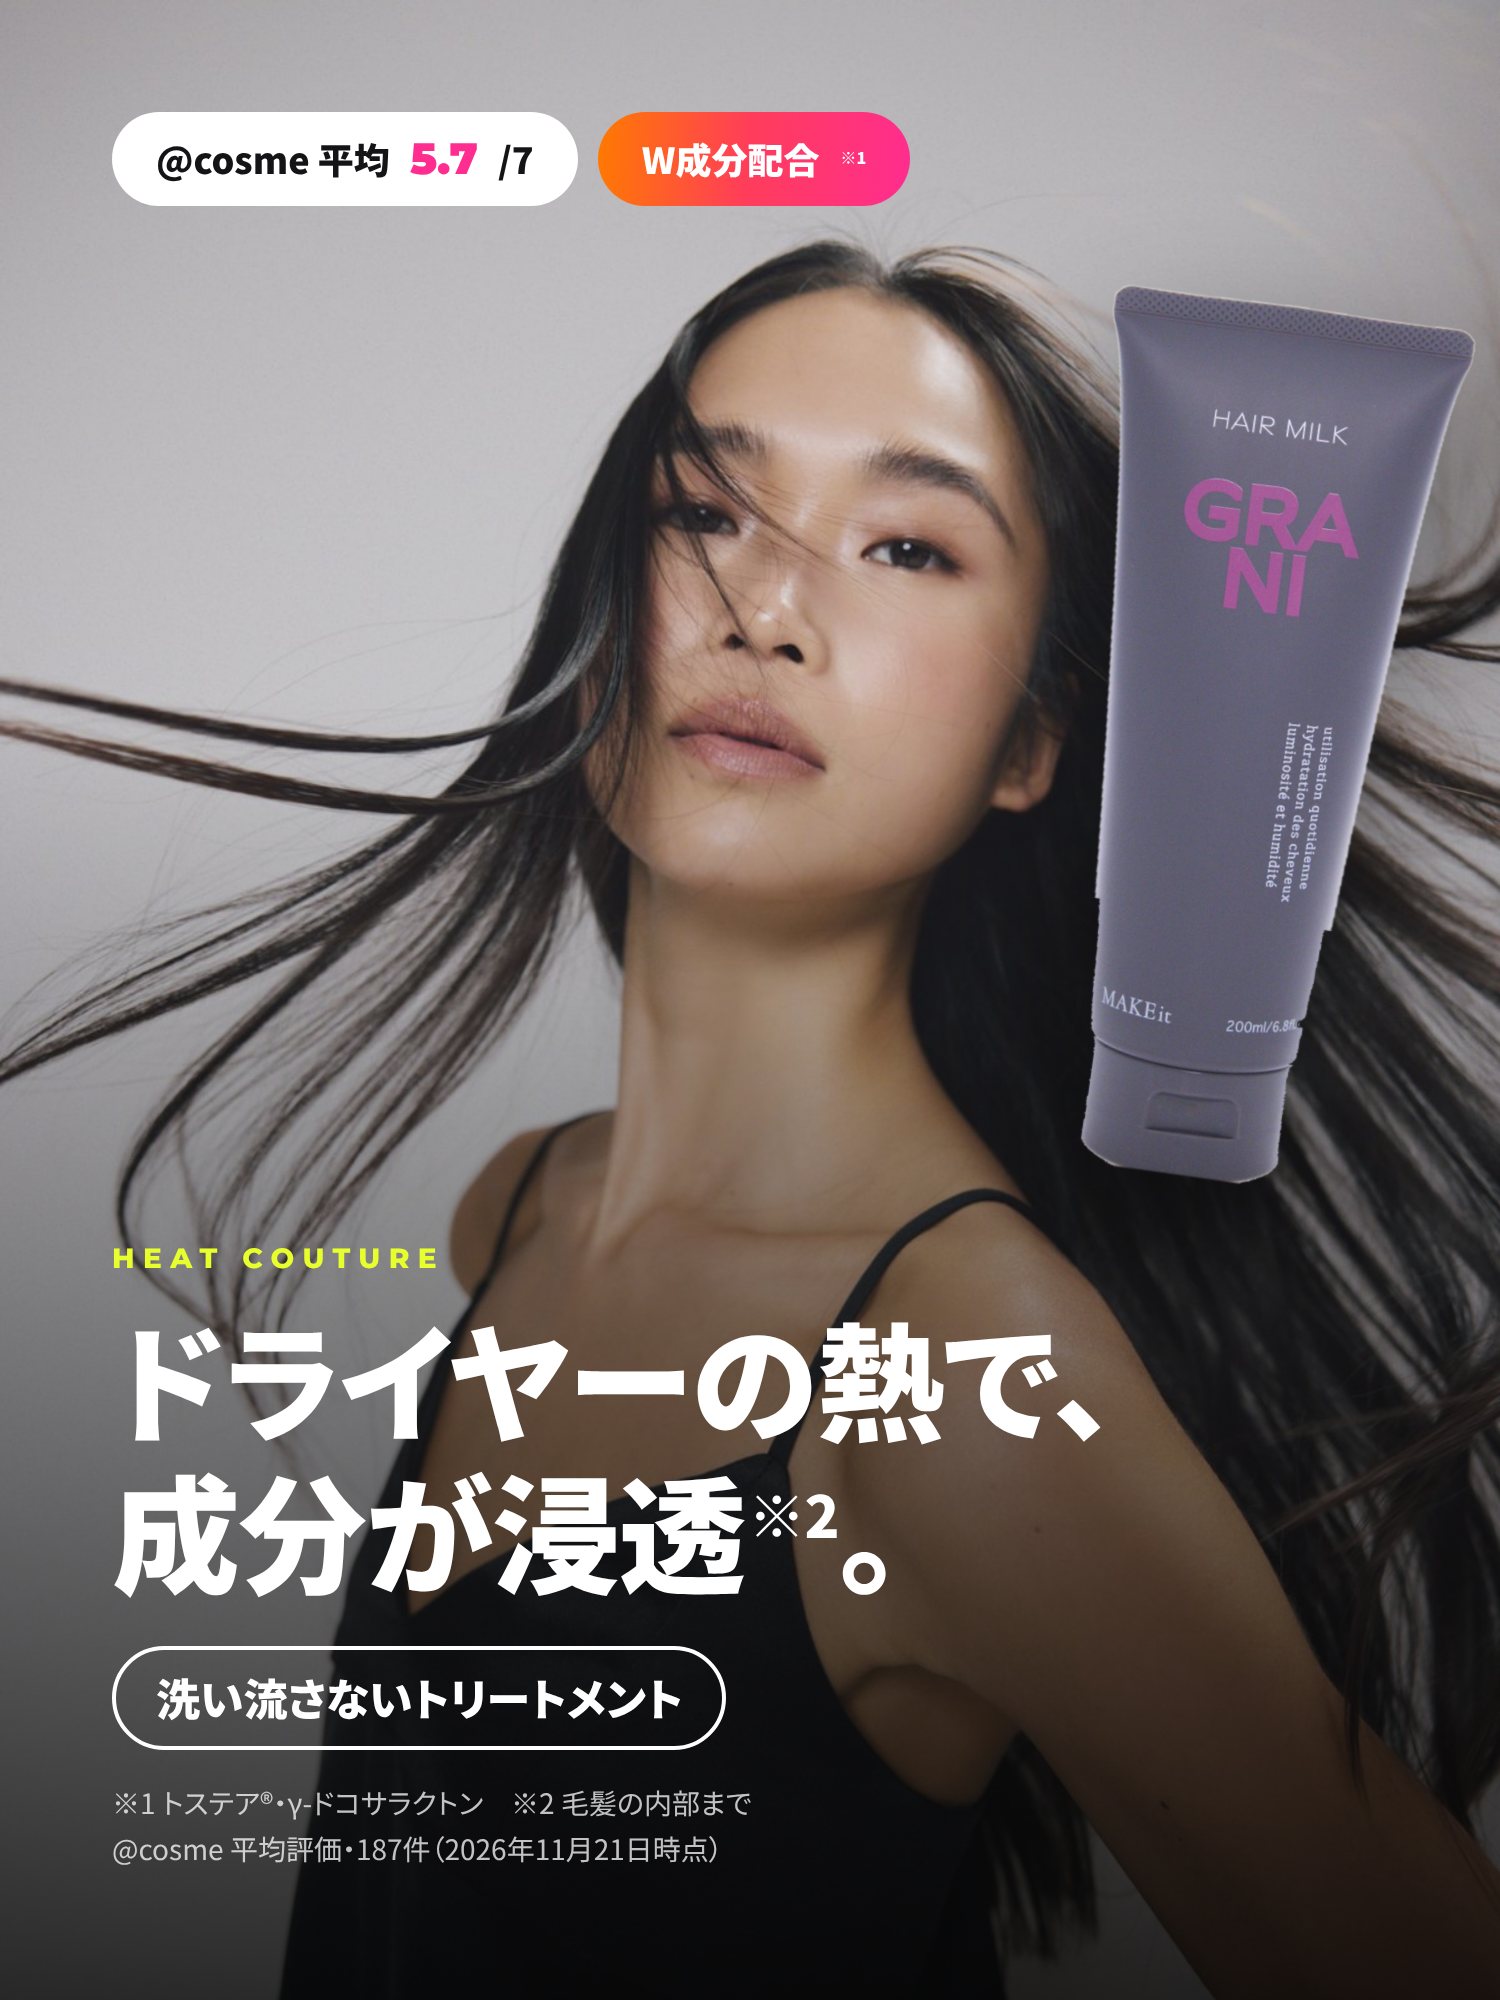 @cosme 平均 5.7 /7
W成分配合 ※1
HAIR MILK
GRA
NI
utilisation quotidienne
hydratation des cheveux
luminosité et humidité
MAKEit
200ml/6.8fl
HEAT COUTURE
ドライヤーの熱で、
成分が浸透※2。
洗い流さないトリートメント
※1 トステア®・γ-ドコサラクトン　※2 毛髪の内部まで
@cosme 平均評価・187件（2026年11月21日時点）